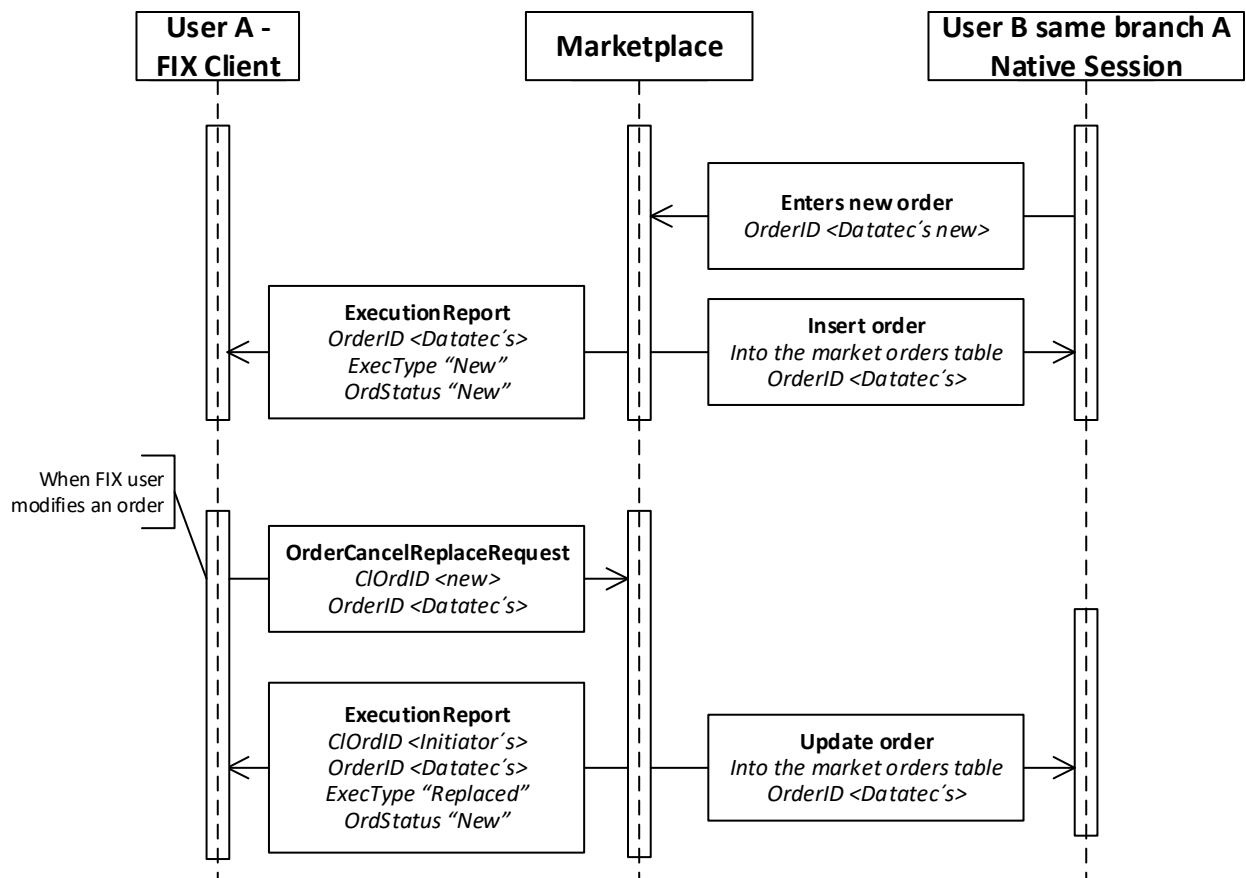 User A -
FIX Client
Marketplace
User B same branch A
Native Session
Enters new order
OrderID <Datatec´s new>
ExecutionReport
OrderID <Datatec´s>
ExecType “New”
OrdStatus “New”
Insert order
Into the market orders table
OrderID <Datatec´s>
When FIX user
modifies an order
OrderCancelReplaceRequest
ClOrdID <new>
OrderID <Datatec´s>
ExecutionReport
ClOrdID <Initiator´s>
OrderID <Datatec´s>
ExecType “Replaced”
OrdStatus “New”
Update order
Into the market orders table
OrderID <Datatec´s>